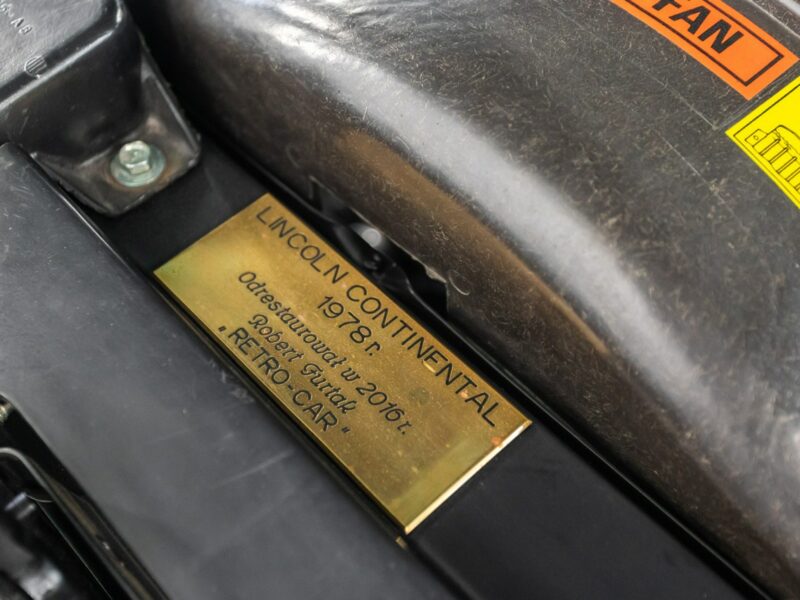 LINCOLN CONTINENTAL
1978 r.
Odrestaurował w 2016 r.
Robert Furtak
„RETRO-CAR”
FAN